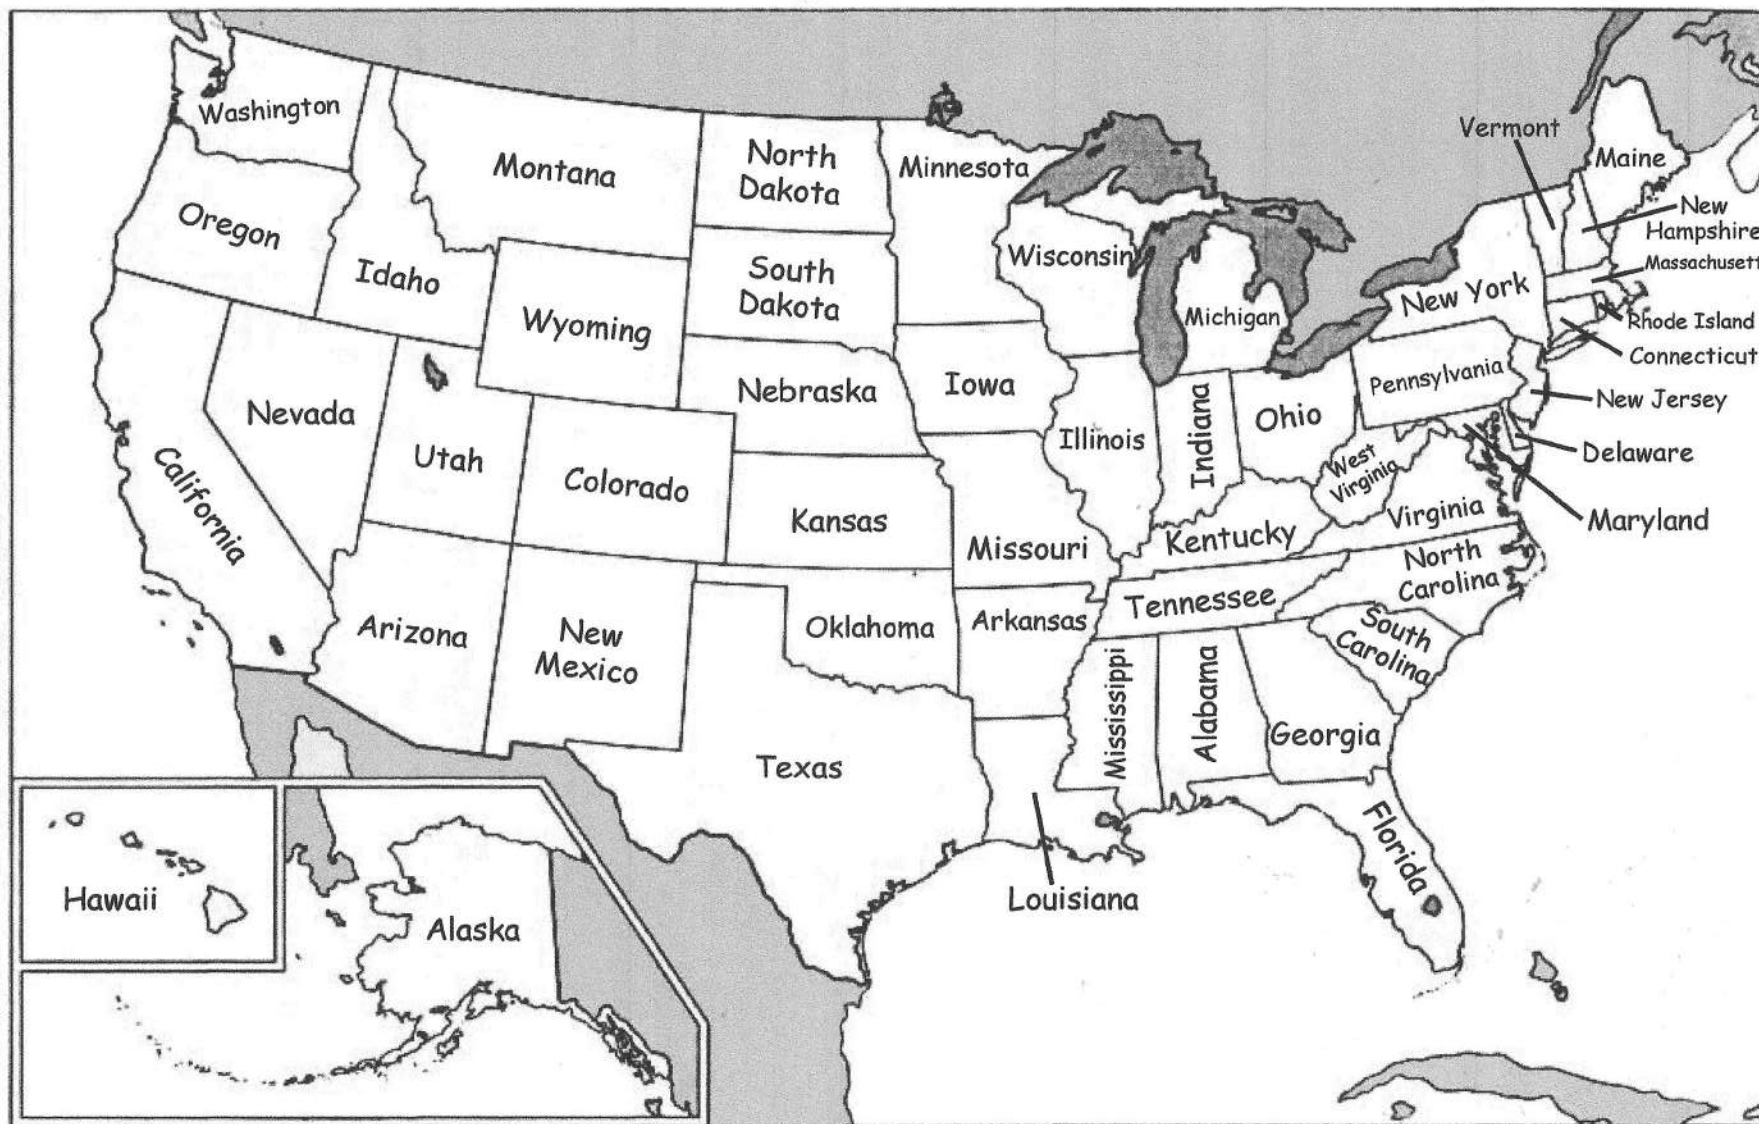 Washington
Montana
North
Dakota
Minnesota
Vermont
Maine
Oregon
Idaho
Wyoming
South
Dakota
Wisconsin
Michigan
New York
New
Hampshire
Massachusett
Rhode Island
Connecticut
Nevada
Utah
Colorado
Nebraska
Iowa
Illinois
Indiana
Ohio
Pennsylvania
New Jersey
Delaware
Maryland
California
Kansas
Missouri
Kentucky
West
Virginia
Virginia
Arizona
New
Mexico
Oklahoma
Arkansas
Tennessee
North
Carolina
South
Carolina
Texas
Mississippi
Alabama
Georgia
Louisiana
Florida
Hawaii
Alaska